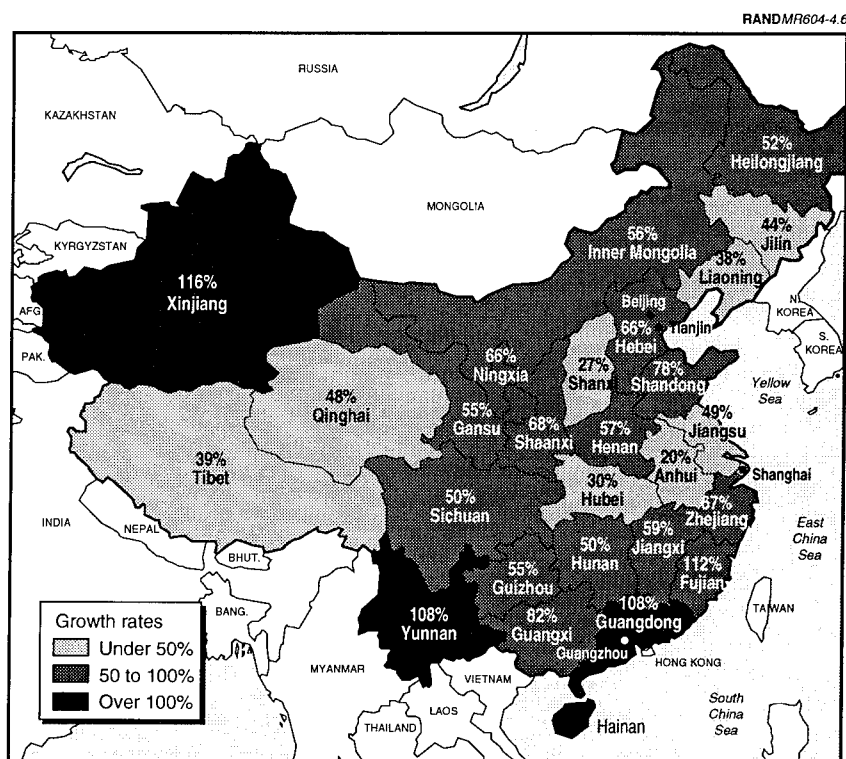 RANDMR604-4.6
RUSSIA
KAZAKHSTAN
MONGOLIA
KYRGYZSTAN
AFG
PAK.
INDIA
NEPAL
BHUT.
BANG.
MYANMAR
THAILAND
LAOS
VIETNAM
HONG KONG
TAIWAN
N.
KOREA
S.
KOREA
Yellow
Sea
East
China
Sea
South
China
Sea
52%
Heilongjiang
44%
Jilin
38%
Liaoning
56%
Inner Mongolia
Beijing
Tianjin
66%
Hebei
116%
Xinjiang
66%
Ningxia
27%
Shanxi
78%
Shandong
48%
Qinghai
55%
Gansu
68%
Shaanxi
57%
Henan
49%
Jiangsu
39%
Tibet
20%
Anhui
Shanghai
30%
Hubei
50%
Sichuan
67%
Zhejiang
59%
Jiangxi
50%
Hunan
112%
Fujian
55%
Guizhou
108%
Yunnan
82%
Guangxi
108%
Guangdong
Guangzhou
Hainan
Growth rates
Under 50%
50 to 100%
Over 100%